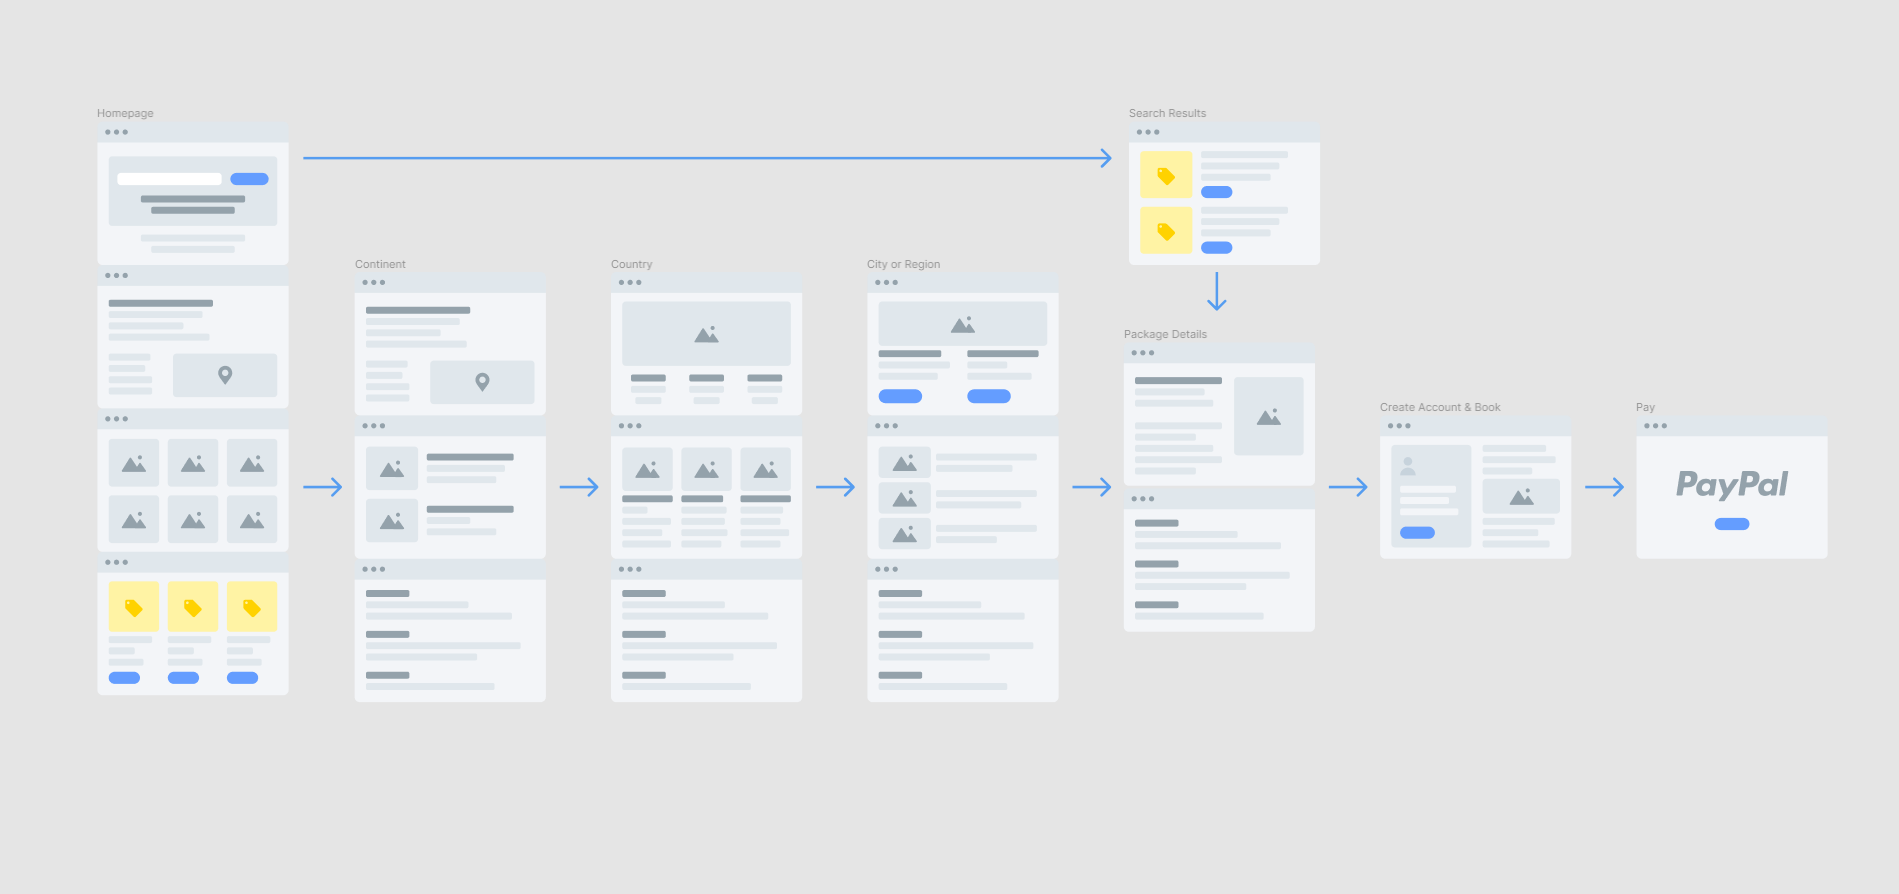 Homepage
Search Results
Continent
Country
City or Region
Package Details
Create Account & Book
Pay
PayPal